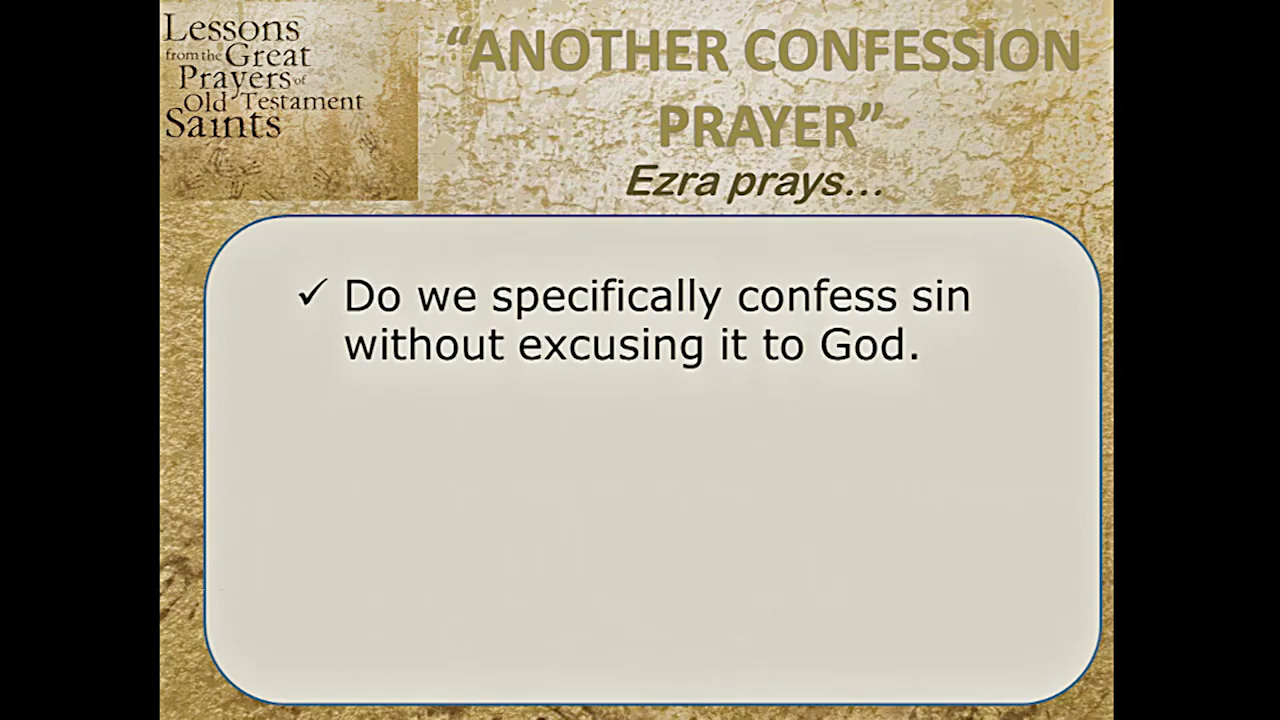 Lessons
from the Great
Prayers of
Old Testament
Saints
“ANOTHER CONFESSION
PRAYER”
Ezra prays...
✓ Do we specifically confess sin
without excusing it to God.